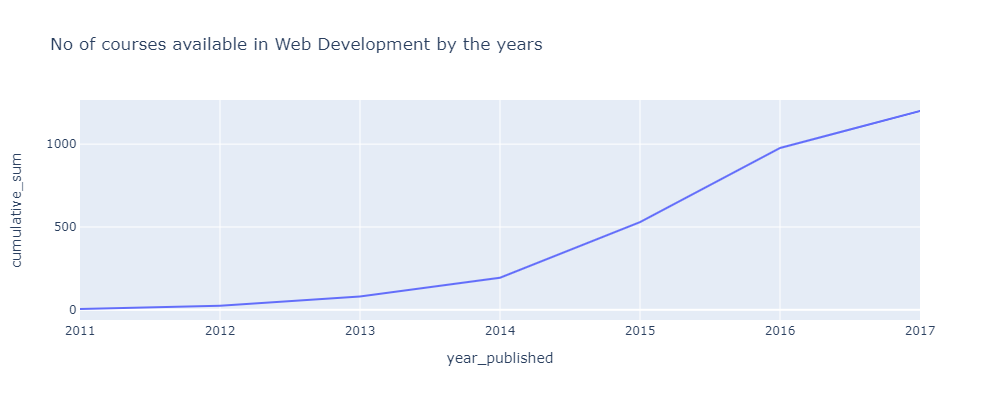 No of courses available in Web Development by the years
cumulative_sum
1000
500
0
2011 2012 2013 2014 2015 2016 2017
year_published